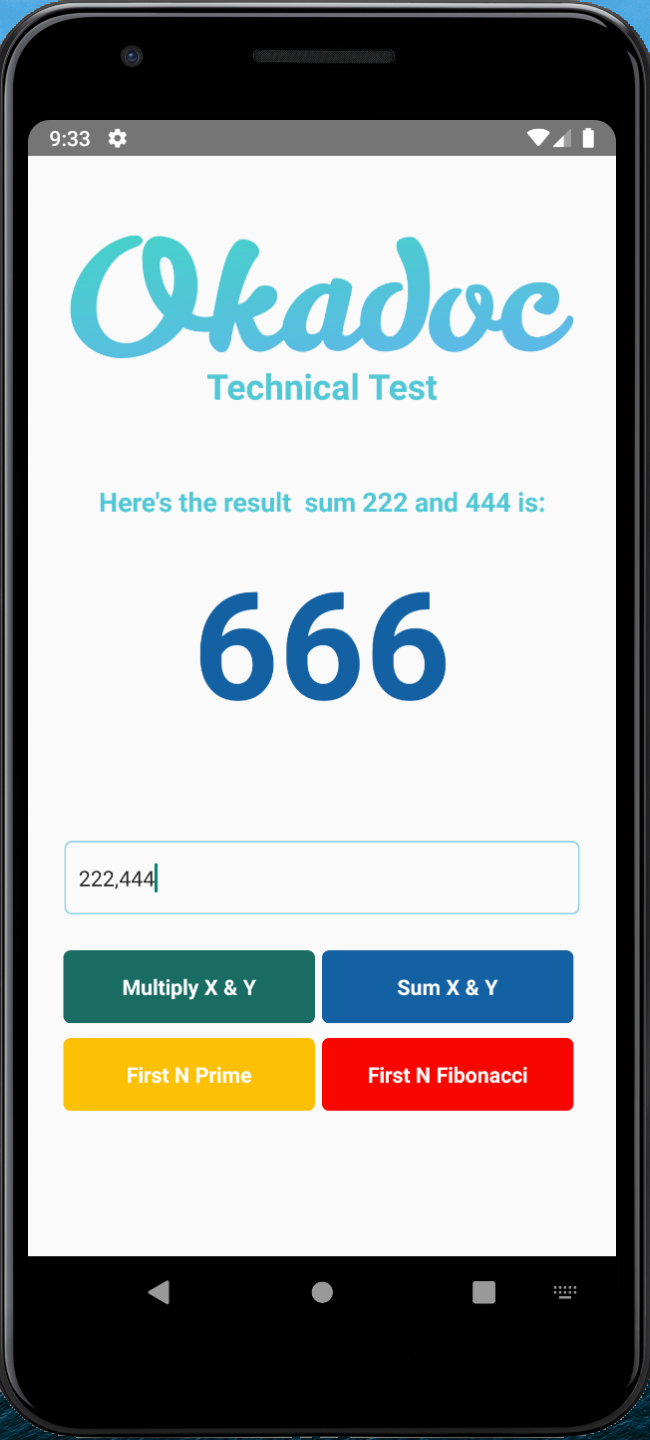 9:33
Okadoc
Technical Test
Here's the result  sum 222 and 444 is:
666
222,444
Multiply X & Y
Sum X & Y
First N Prime
First N Fibonacci